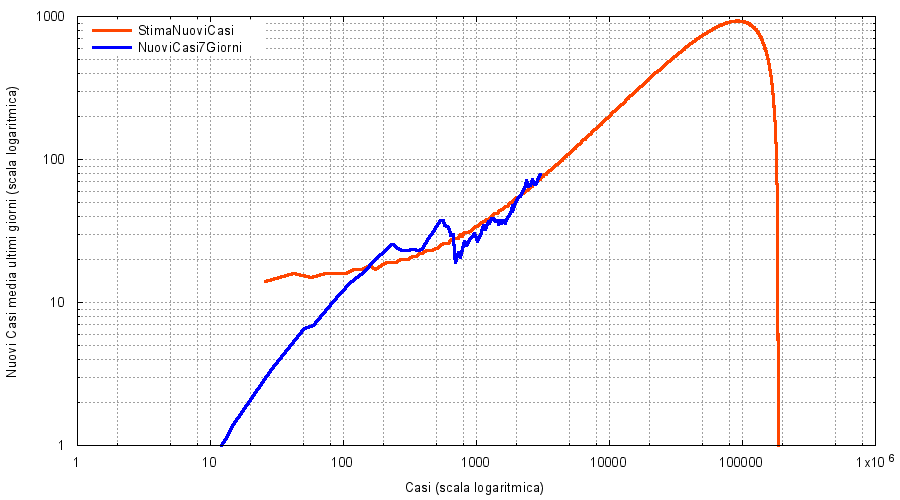 StimaNuoviCasi
NuoviCasi7Giorni
Nuovi Casi media ultimi giorni (scala logaritmica)
1000
100
10
1
1 10 100 1000 10000 100000 1x10 6
Casi (scala logaritmica)